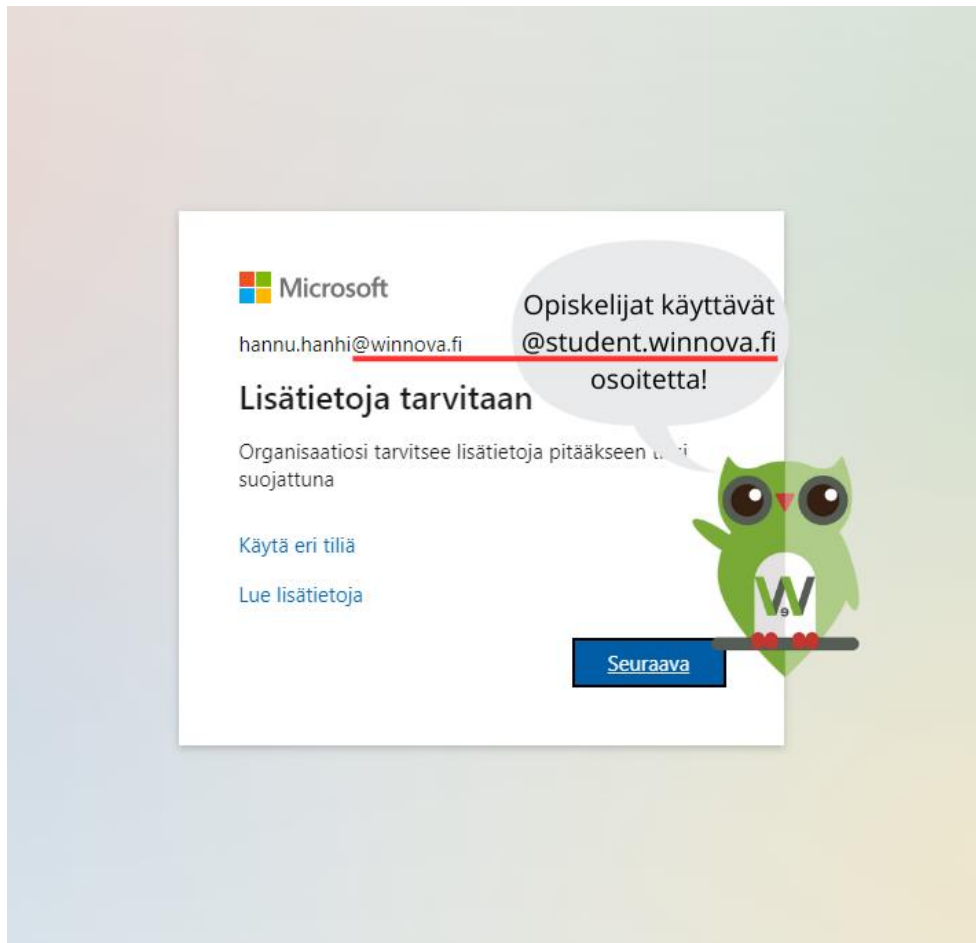 Microsoft
Opiskelijat käyttävät
@student.winnova.fi
osoitetta!
hannu.hanhi@winnova.fi
Lisätietoja tarvitaan
Organisaatiosi tarvitsee lisätietoja pitääkseen
suojattuna
Käytä eri tiliä
Lue lisätietoja
W
9
Seuraava